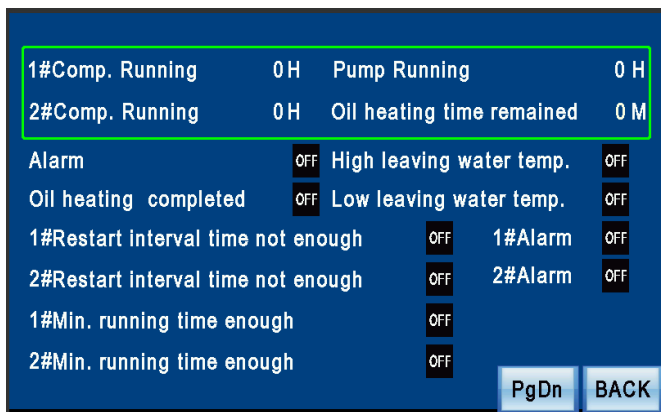 1#Comp. Running 0 H Pump Running 0 H
2#Comp. Running 0 H Oil heating time remained 0 M
Alarm OFF High leaving water temp. OFF
Oil heating completed OFF Low leaving water temp. OFF
1#Restart interval time not enough OFF 1#Alarm OFF
2#Restart interval time not enough OFF 2#Alarm OFF
1#Min. running time enough OFF
2#Min. running time enough OFF
PgDn BACK